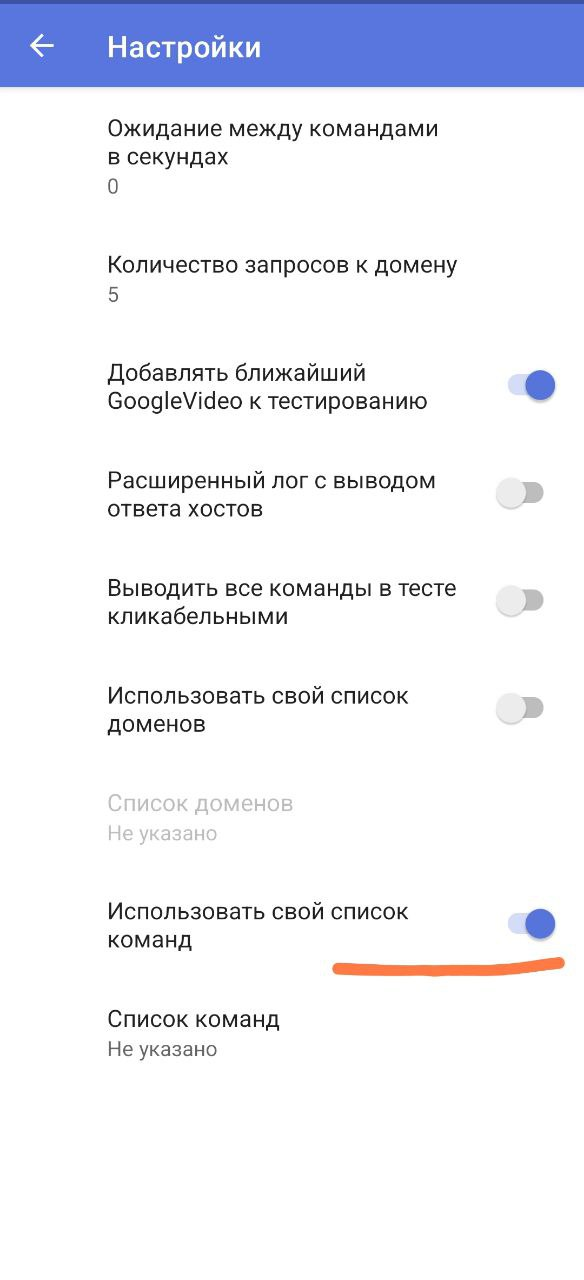 Настройки
Ожидание между командами
в секундах
0
Количество запросов к домену
5
Добавлять ближайший
GoogleVideo к тестированию
Расширенный лог с выводом
ответа хостов
Выводить все команды в тесте
кликабельными
Использовать свой список
доменов
Список доменов
Не указано
Использовать свой список
команд
Список команд
Не указано